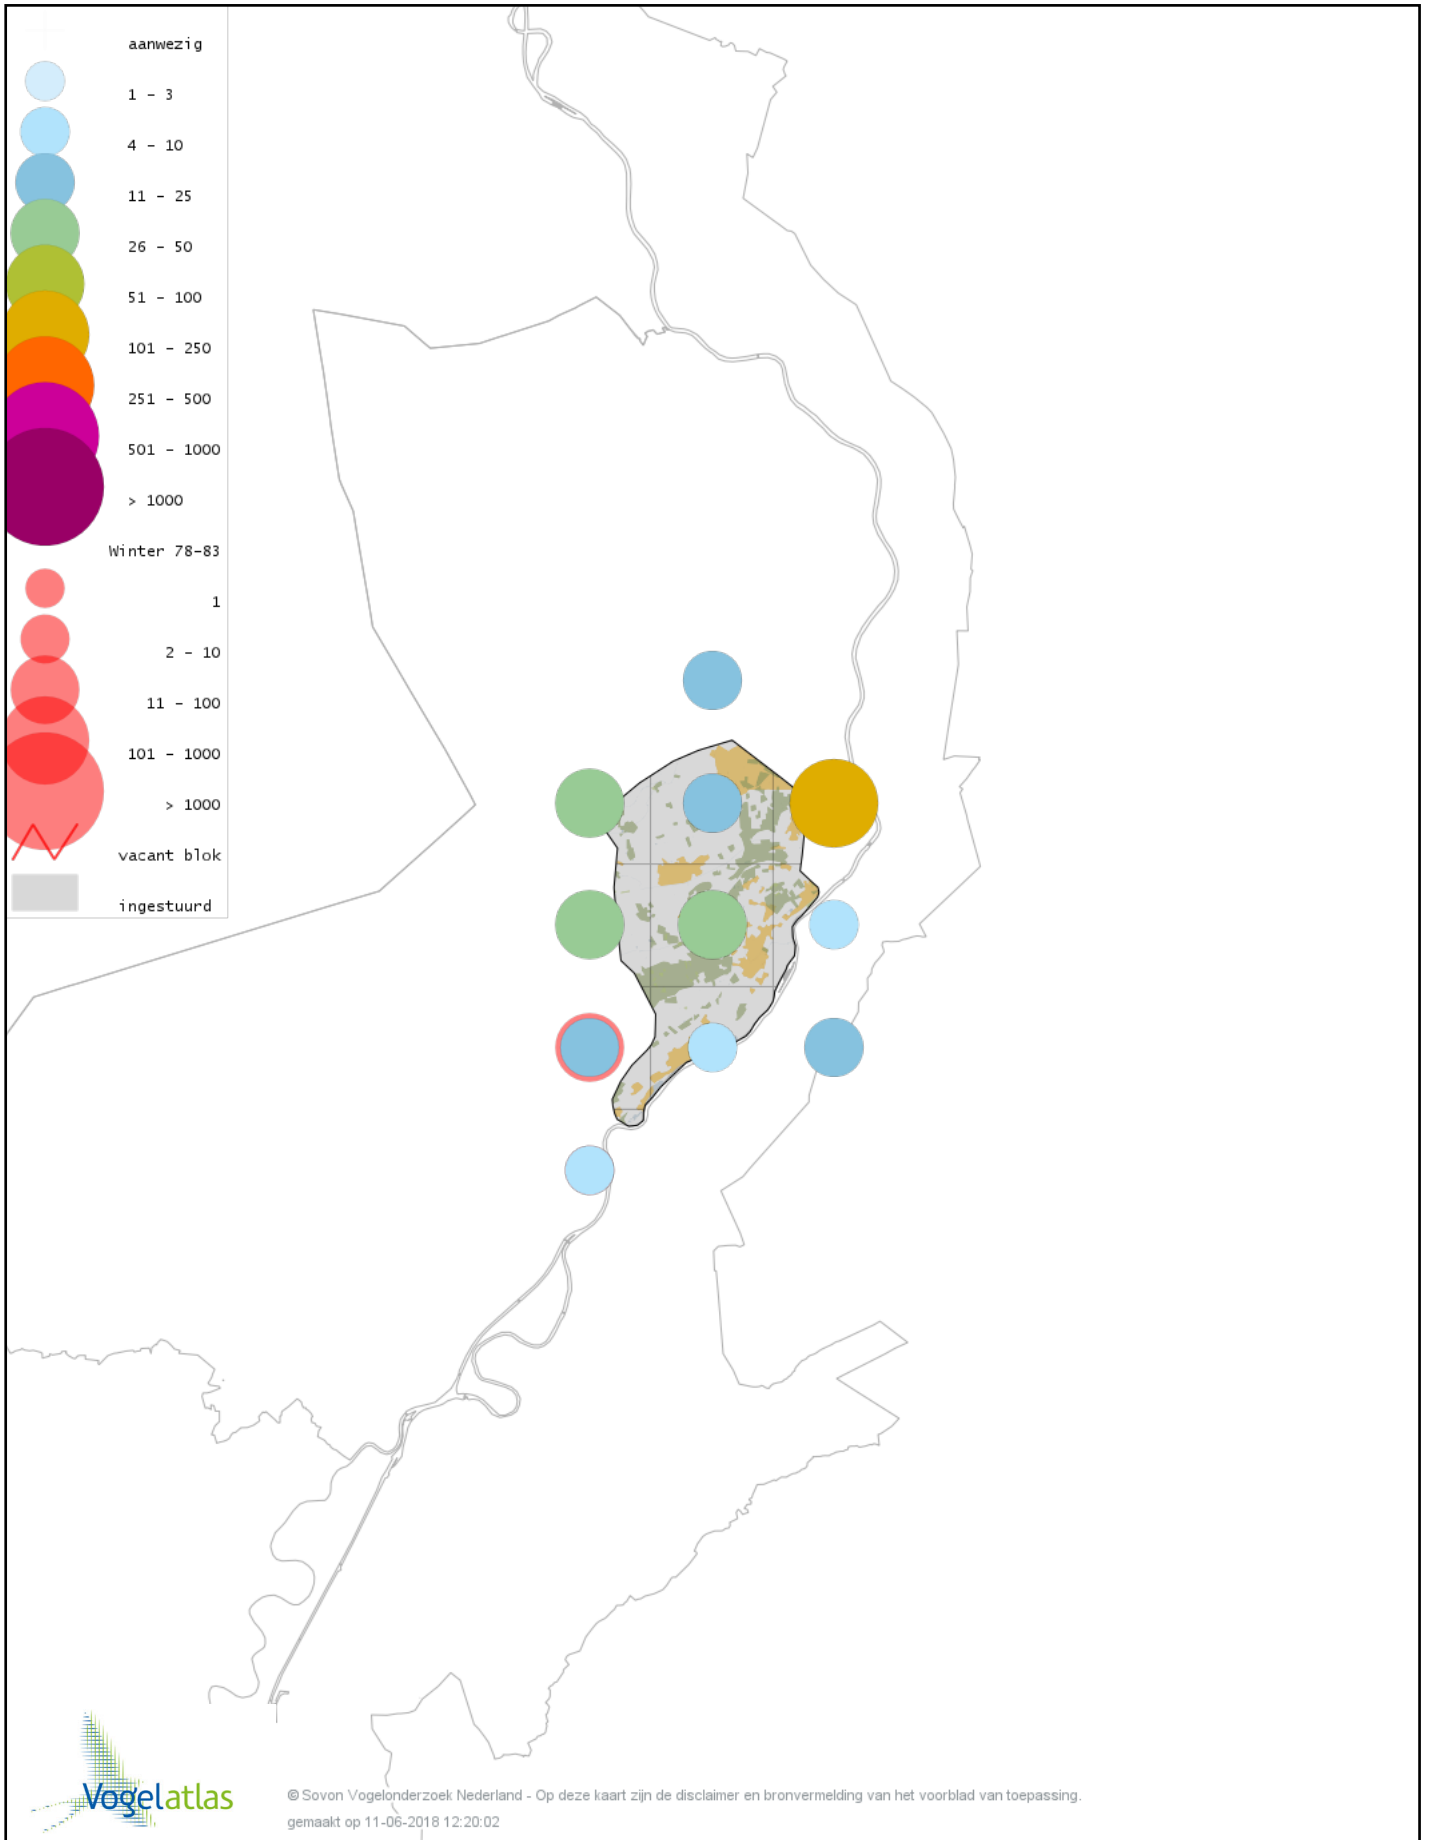 aanwezig
1 - 3
4 - 10
11 - 25
26 - 50
51 - 100
101 - 250
251 - 500
501 - 1000
> 1000
Winter 78-83
1
2 - 10
11 - 100
101 - 1000
> 1000
vacant blok
ingestuurd
Vogelatlas
© Sovon Vogelonderzoek Nederland - Op deze kaart zijn de disclaimer en bronvermelding van het voorblad van toepassing.
gemaakt op 11-06-2018 12:20:02